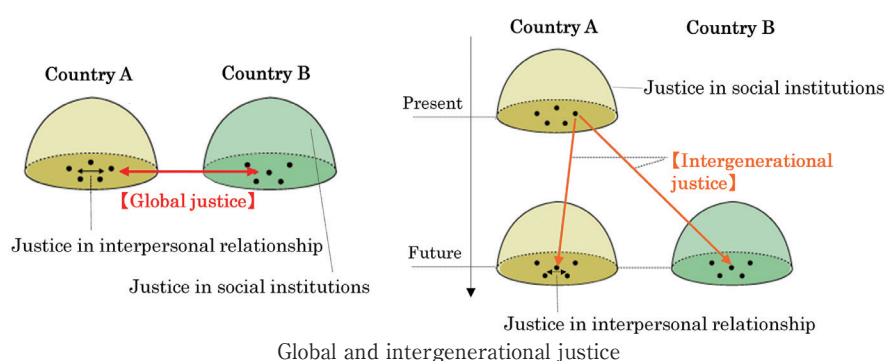 Country A
Country B
【Global justice】
Justice in interpersonal relationship
Justice in social institutions
Country A
Country B
Justice in social institutions
Present
【Intergenerational
justice】
Future
Justice in interpersonal relationship
Global and intergenerational justice